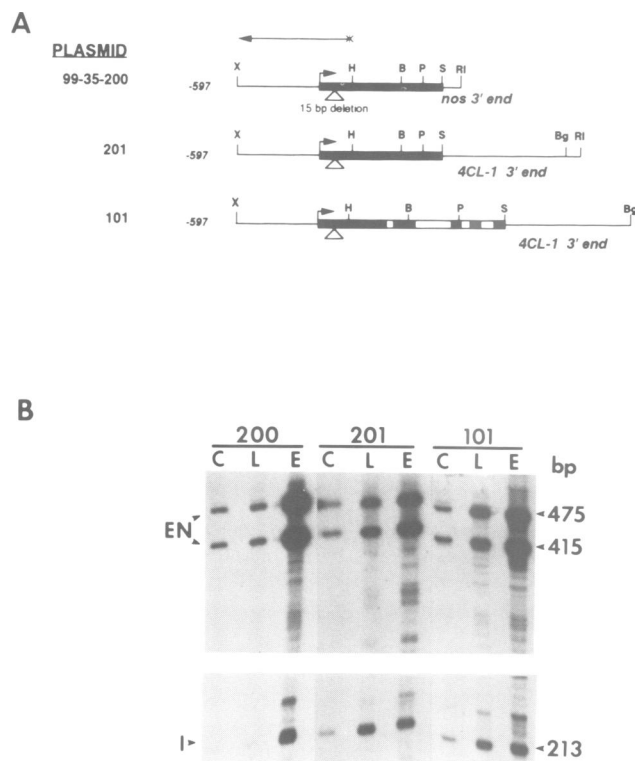 A
PLASMID
99-35-200
-597
X
H
B
P
S
RI
15 bp deletion
nos 3' end
201
-597
X
H
B
P
S
Bg
RI
4CL-1 3' end
101
-597
X
H
B
P
S
Bg
4CL-1 3' end
B
200 201 101
C L E C L E C L E bp
EN
475
415
I
213